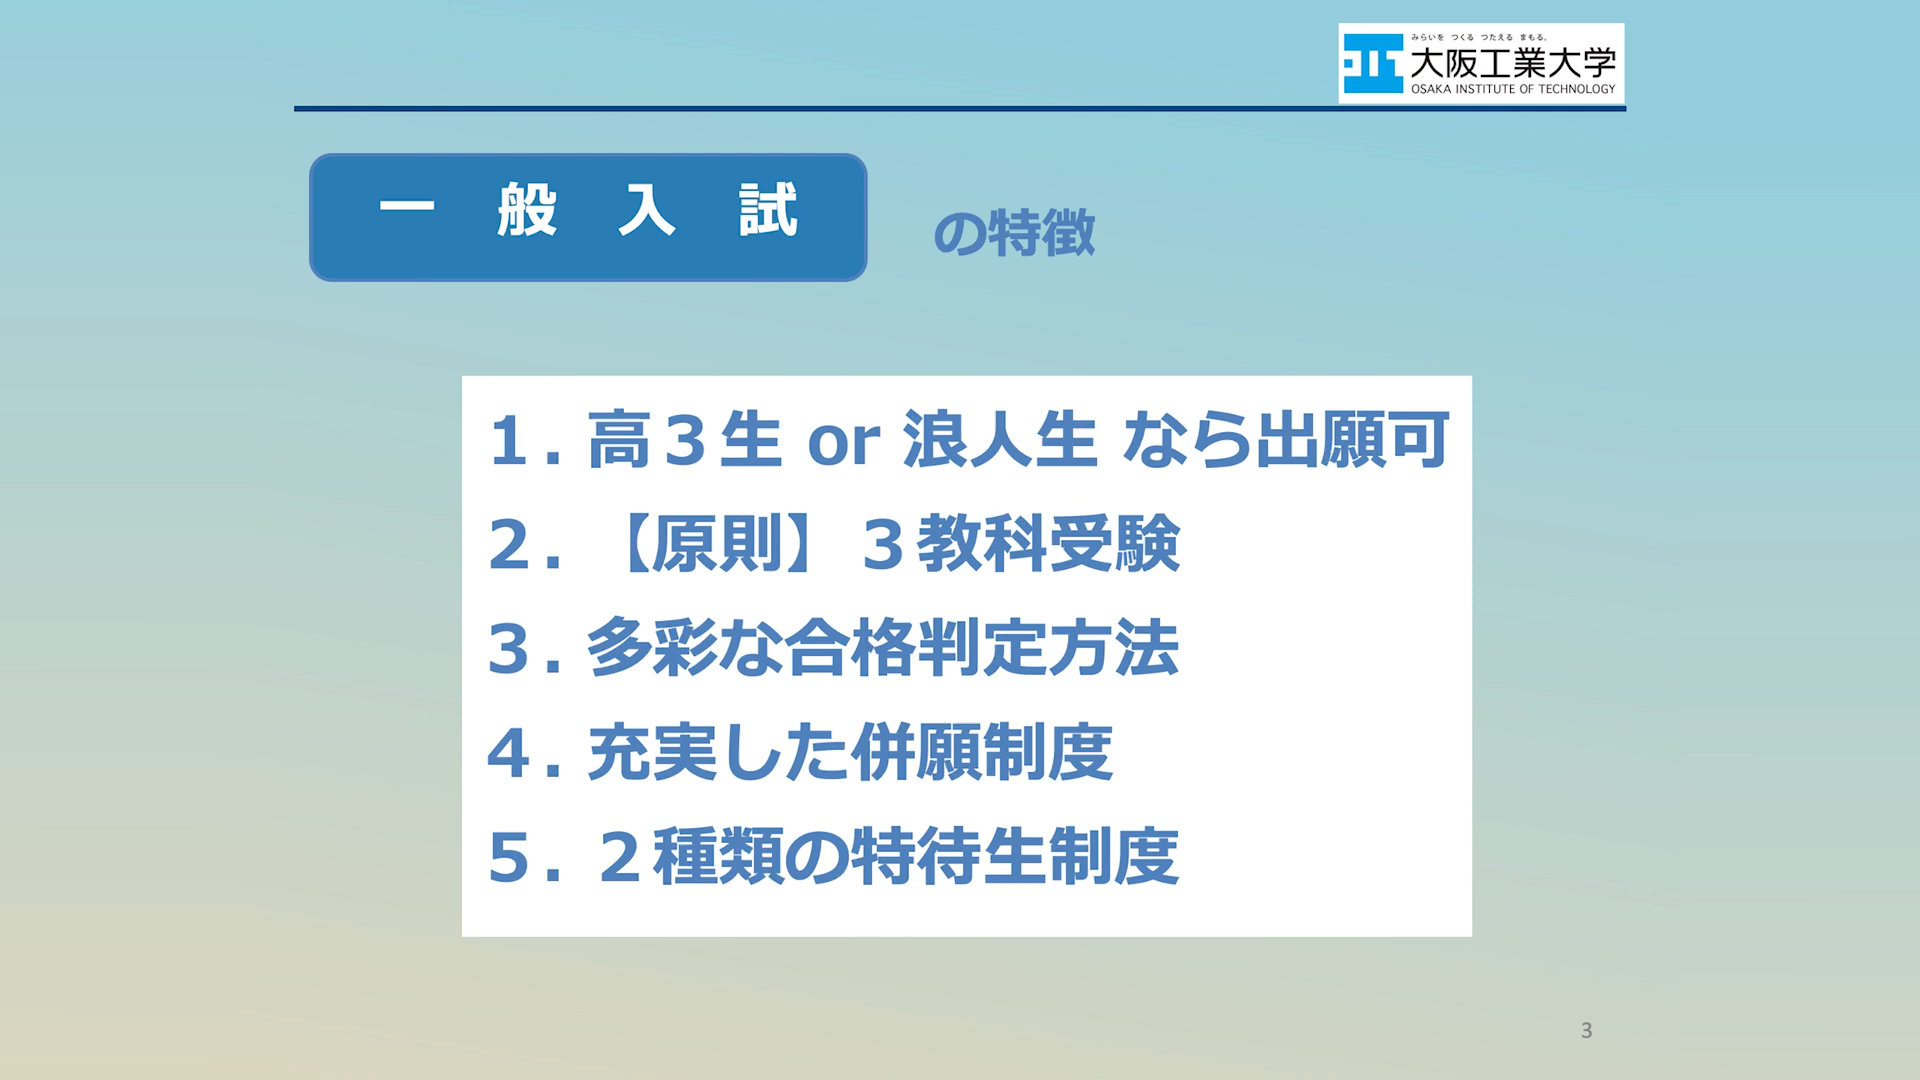 みらいを つくる つたえる まもる。
大阪工業大学
OSAKA INSTITUTE OF TECHNOLOGY
一 般 入 試 の特徴
１．高３生 or 浪人生 なら出願可
２．【原則】３教科受験
３．多彩な合格判定方法
４．充実した併願制度
５．２種類の特待生制度
3